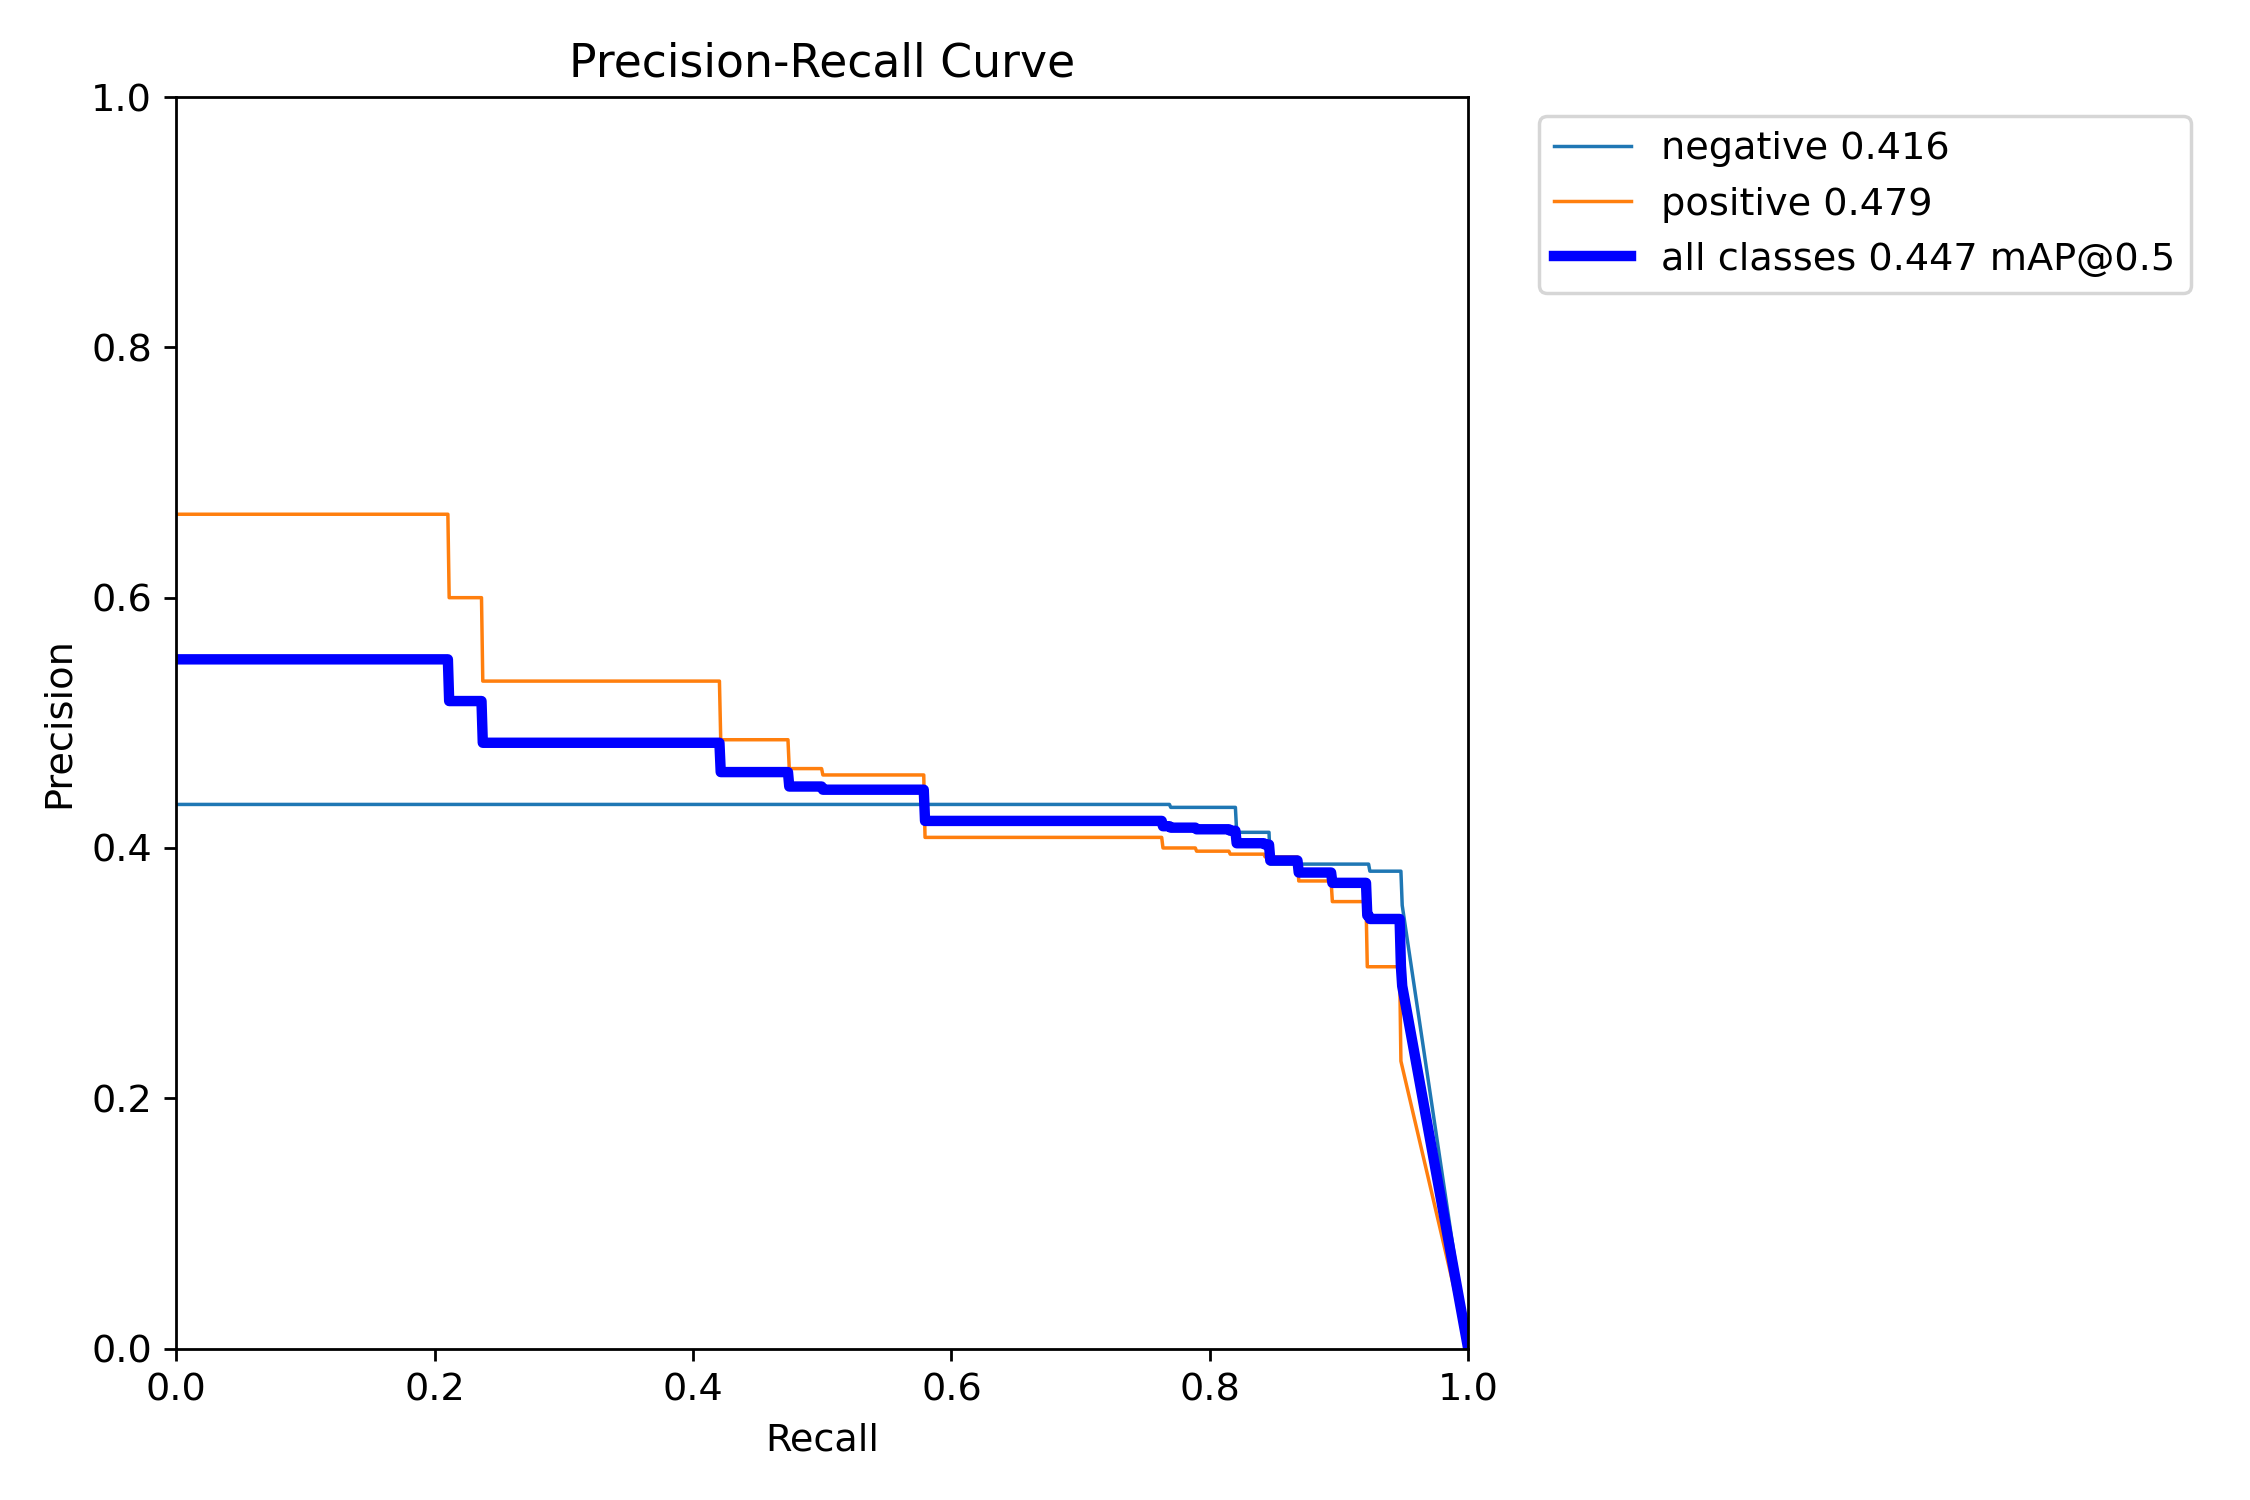 Precision-Recall Curve
1.0
0.8
0.6
0.4
0.2
0.0
Precision
0.0 0.2 0.4 0.6 0.8 1.0
Recall
negative 0.416
positive 0.479
all classes 0.447 mAP@0.5